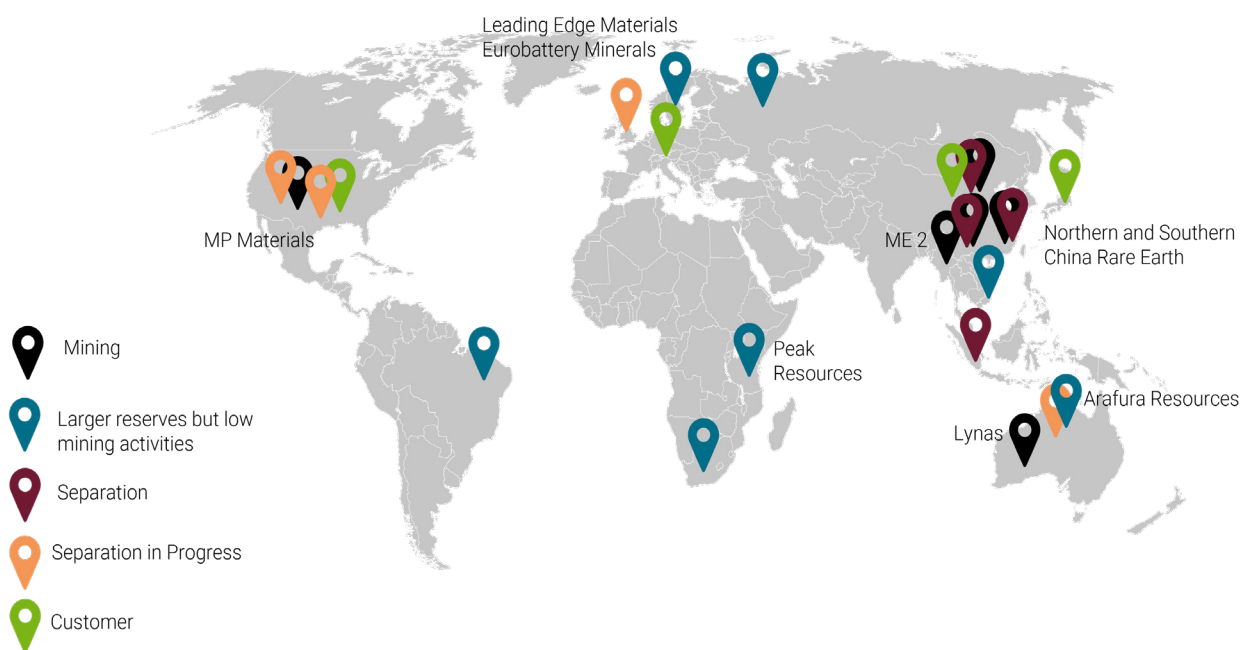 Leading Edge Materials
Eurobattery Minerals
MP Materials
ME 2
Northern and Southern
China Rare Earth
Peak
Resources
Arafura Resources
Lynas
Mining
Larger reserves but low
mining activities
Separation
Separation in Progress
Customer